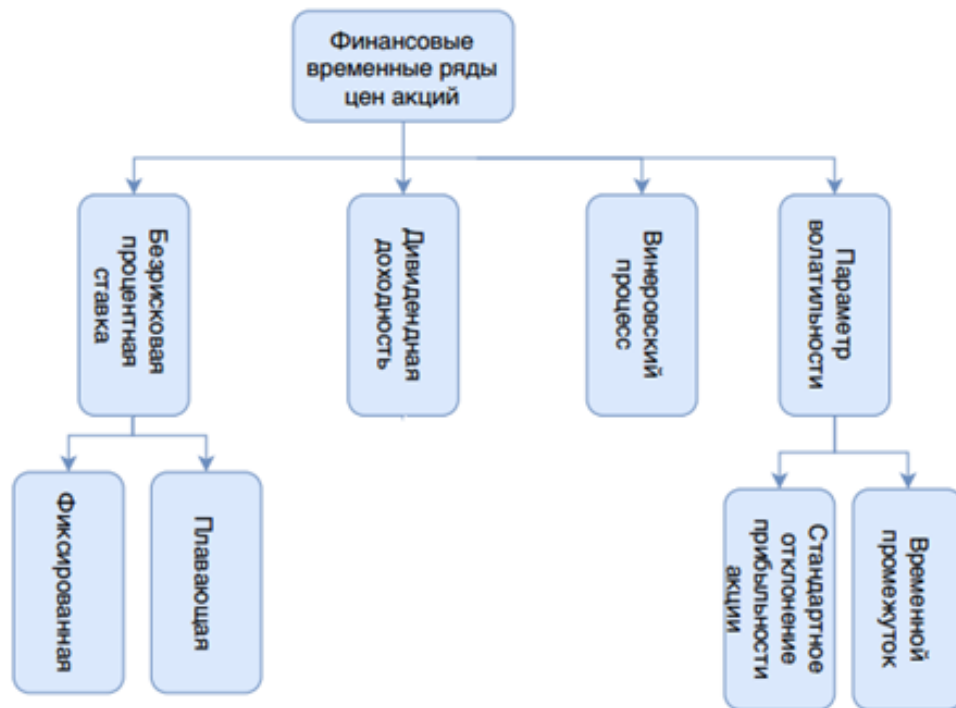 Финансовые
временные ряды
цен акций
Безрисковая
процентная
ставка
Дивидендная
доходность
Винеровский
процесс
Параметр
волатильности
Фиксированная
Плавающая
Стандартное
отклонение
прибыльности
акции
Временной
промежуток